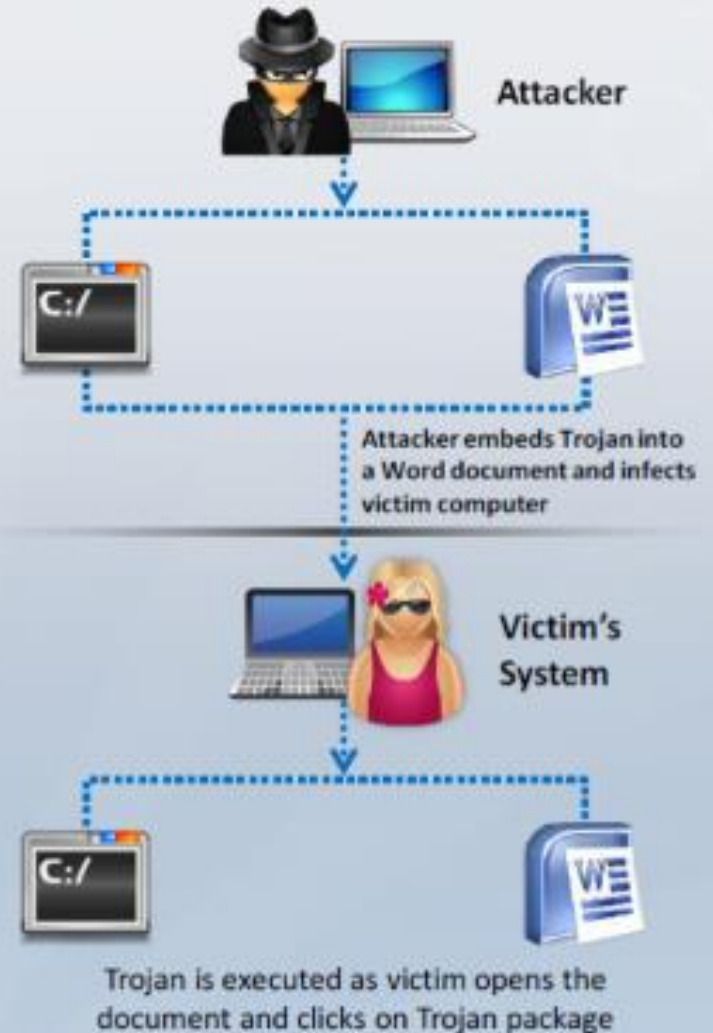 Attacker
C:/
W
Attacker embeds Trojan into
a Word document and infects
victim computer
Victim's
System
C:/
W
Trojan is executed as victim opens the
document and clicks on Trojan package